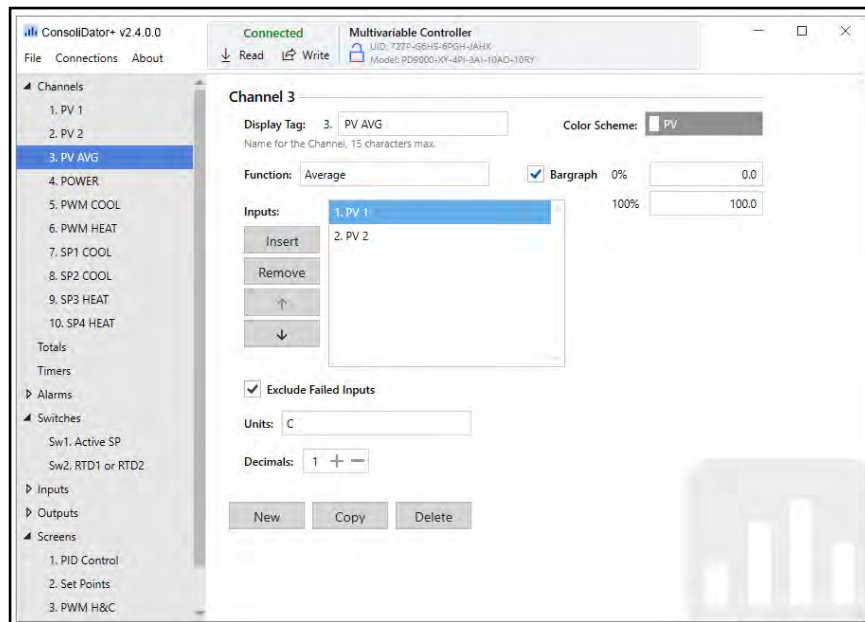 ConsoliDator+ v2.4.0.0
File Connections About
Connected
Read Write
Multivariable Controller
UID: 727P-G6HS-6PGH-JAHX
Model: PD9000-XY-4PI-3AI-10AO-10RY
Channels
1. PV 1
2. PV 2
3. PV AVG
4. POWER
5. PWM COOL
6. PWM HEAT
7. SP1 COOL
8. SP2 COOL
9. SP3 HEAT
10. SP4 HEAT
Totals
Timers
Alarms
Switches
Sw1. Active SP
Sw2. RTD1 or RTD2
Inputs
Outputs
Screens
1. PID Control
2. Set Points
3. PWM H&C
Channel 3
Display Tag: 3. PV AVG
Color Scheme: PV
Name for the Channel, 15 characters max.
Function: Average
Bargraph 0% 0.0
100% 100.0
Inputs:
1. PV 1
2. PV 2
Insert
Remove
Exclude Failed Inputs
Units: C
Decimals: 1
New Copy Delete